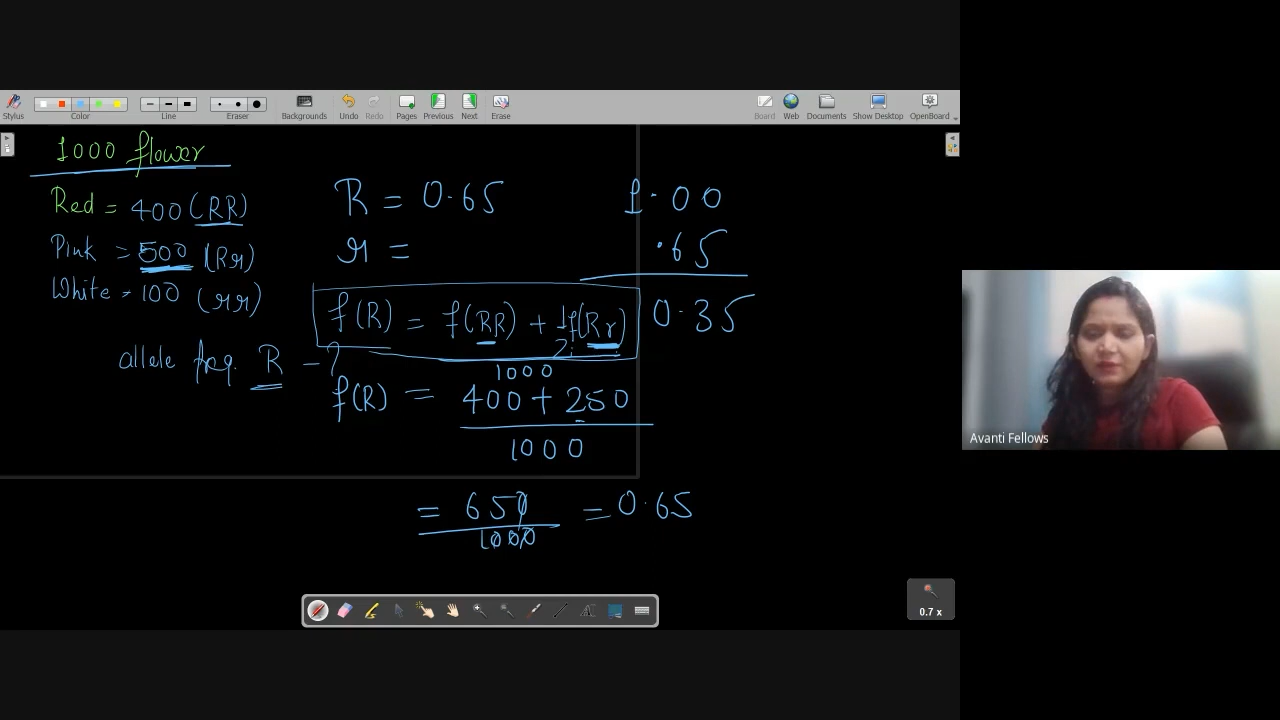 Stylus Color Line Eraser Backgrounds Undo Redo Pages Previous Next Erase Board Web Documents Show Desktop OpenBoard
1000 flower
Red = 400 (RR)
Pink = 500 (Rr)
White = 100 (rr)
allele freq. R - ?
R = 0.65
r =
f(R) = f(RR) + 1/2 f(Rr)
1000
f(R) = 400 + 250
1000
= 650
1000
= 0.65
1.00
.65
0.35
Avanti Fellows
0.7 x